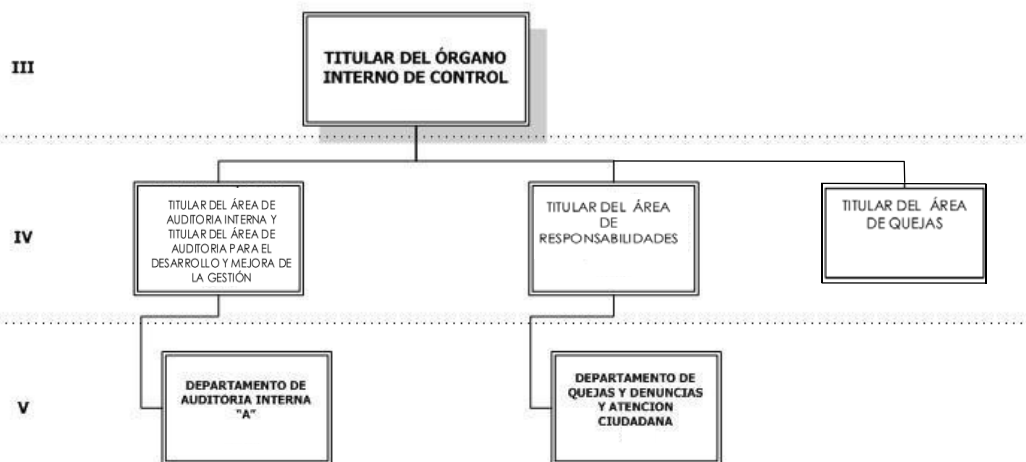 III
TITULAR DEL ÓRGANO
INTERNO DE CONTROL
IV
TITULAR DEL ÁREA DE
AUDITORIA INTERNA Y
TITULAR DEL ÁREA DE
AUDITORIA PARA EL
DESARROLLO Y MEJORA DE
LA GESTIÓN
TITULAR DEL ÁREA
DE
RESPONSABILIDADES
TITULAR DEL ÁREA
DE QUEJAS
V
DEPARTAMENTO DE
AUDITORIA INTERNA
"A"
DEPARTAMENTO DE
QUEJAS Y DENUNCIAS
Y ATENCION
CIUDADANA